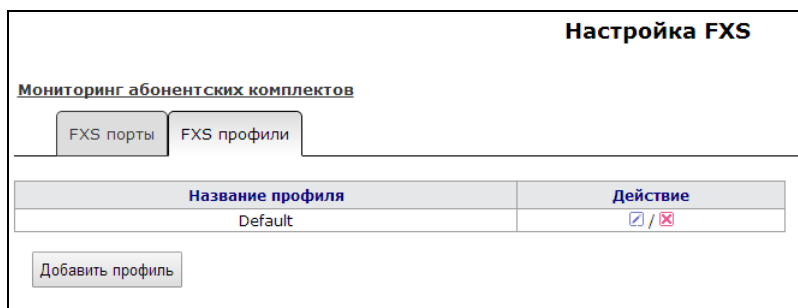 Настройка FXS
Мониторинг абонентских комплектов
FXS порты FXS профили
Название профиля Действие
Default /
Добавить профиль